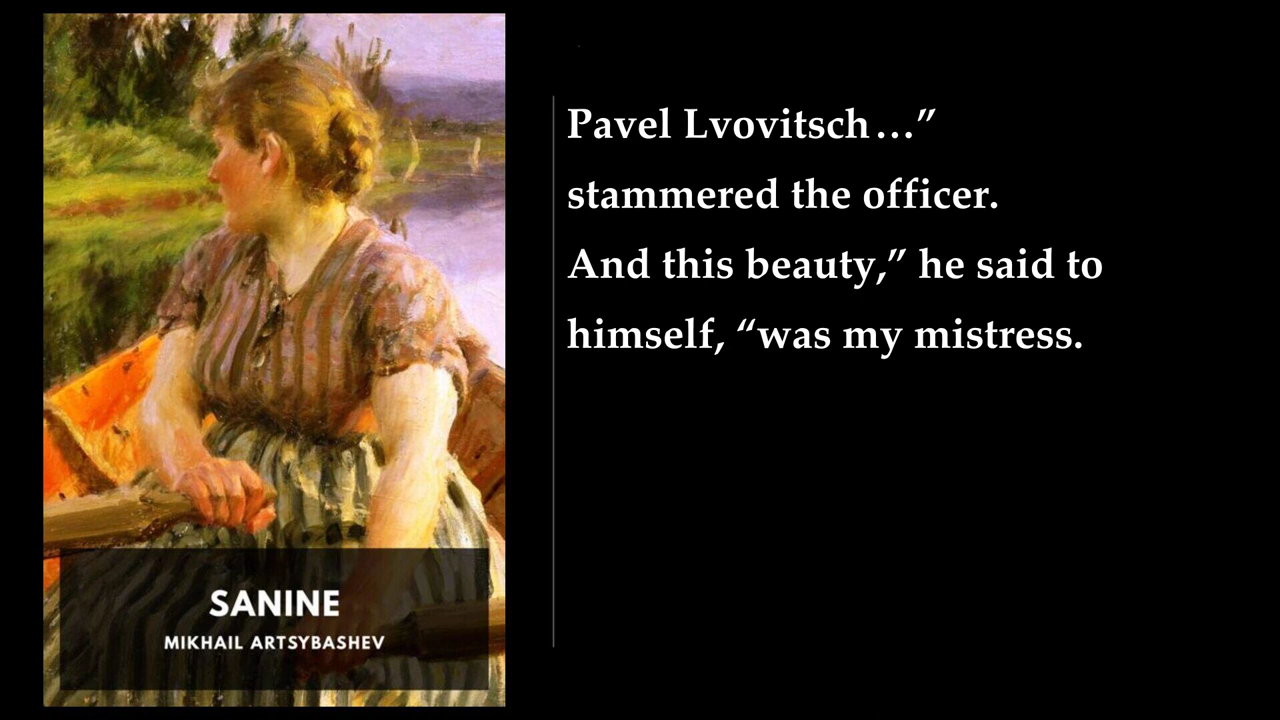 Pavel Lvovitsch…”
stammered the officer.
And this beauty,” he said to
himself, “was my mistress.
SANINE
MIKHAIL ARTSYBASHEV